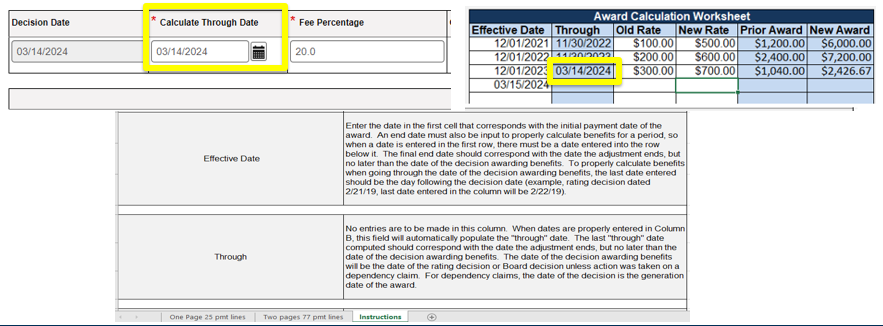 Decision Date
* Calculate Through Date
* Fee Percentage
03/14/2024
03/14/2024
20.0
Award Calculation Worksheet
Effective Date Through Old Rate New Rate Prior Award New Award
12/01/2021 11/30/2022 $100.00 $500.00 $1,200.00 $6,000.00
12/01/2022 11/30/2023 $200.00 $600.00 $2,400.00 $7,200.00
12/01/2023 03/14/2024 $300.00 $700.00 $1,040.00 $2,426.67
03/15/2024
Effective Date
Enter the date in the first cell that corresponds with the initial payment date of the
award. An end date must also be input to properly calculate benefits for a period, so
when a date is entered in the first row, there must be a date entered into the row
below it. The final end date should correspond with the date the adjustment ends, but
no later than the date of the decision awarding benefits. To properly calculate benefits
when going through the date of the decision awarding benefits, the last date entered
should be the day following the decision date (example, rating decision dated
2/21/19, last date entered in the column will be 2/22/19).
Through
No entries are to be made in this column. When dates are properly entered in Column
B, this field will automatically populate the "through" date. The last "through" date
computed should correspond with the date the adjustment ends, but no later than the
date of the decision awarding benefits. The date of the decision awarding benefits
will be the date of the rating decision or Board decision unless action was taken on a
dependency claim. For dependency claims, the date of the decision is the generation
date of the award.
One Page 25 pmt lines
Two pages 77 pmt lines
Instructions